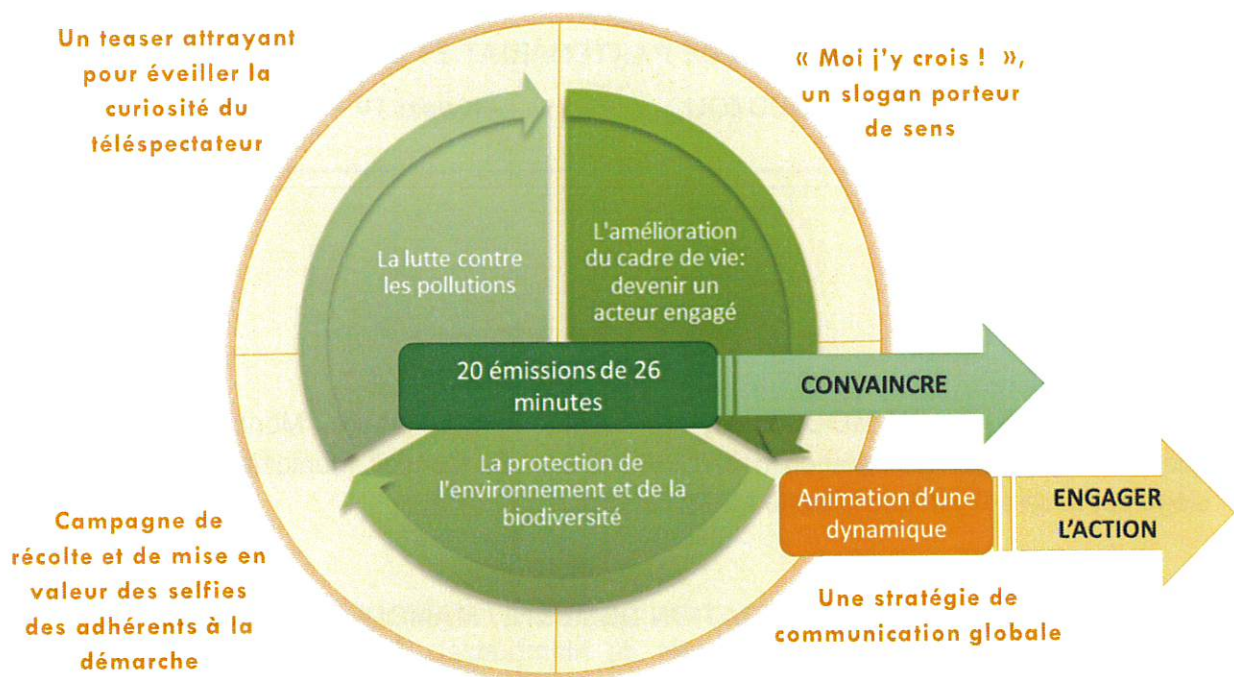 Un teaser attrayant
pour éveiller la
curiosité du
téléspectateur
« Moi j'y crois ! »,
un slogan porteur
de sens
La lutte contre
les pollutions
L'amélioration
du cadre de vie:
devenir un
acteur engagé
20 émissions de 26
minutes
CONVAINCRE
La protection de
l'environnement et de la
biodiversité
Animation d'une
dynamique
ENGAGER
L'ACTION
Campagne de
récolte et de mise en
valeur des selfies
des adhérents à la
démarche
Une stratégie de
communication globale